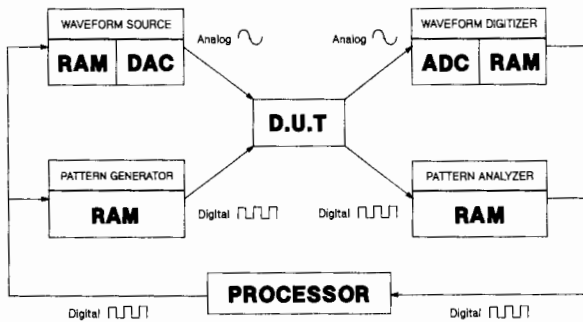 WAVEFORM SOURCE
RAM DAC
Analog
Analog
WAVEFORM DIGITIZER
ADC RAM
D.U.T
PATTERN GENERATOR
RAM
Digital
Digital
PATTERN ANALYZER
RAM
PROCESSOR
Digital
Digital